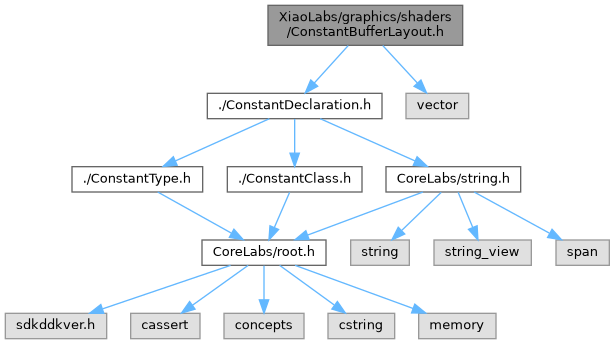 XiaoLabs/graphics/shaders
/ConstantBufferLayout.h
./ConstantDeclaration.h
vector
./ConstantType.h
./ConstantClass.h
CoreLabs/string.h
CoreLabs/root.h
string
string_view
span
sdkddkver.h
cassert
concepts
cstring
memory